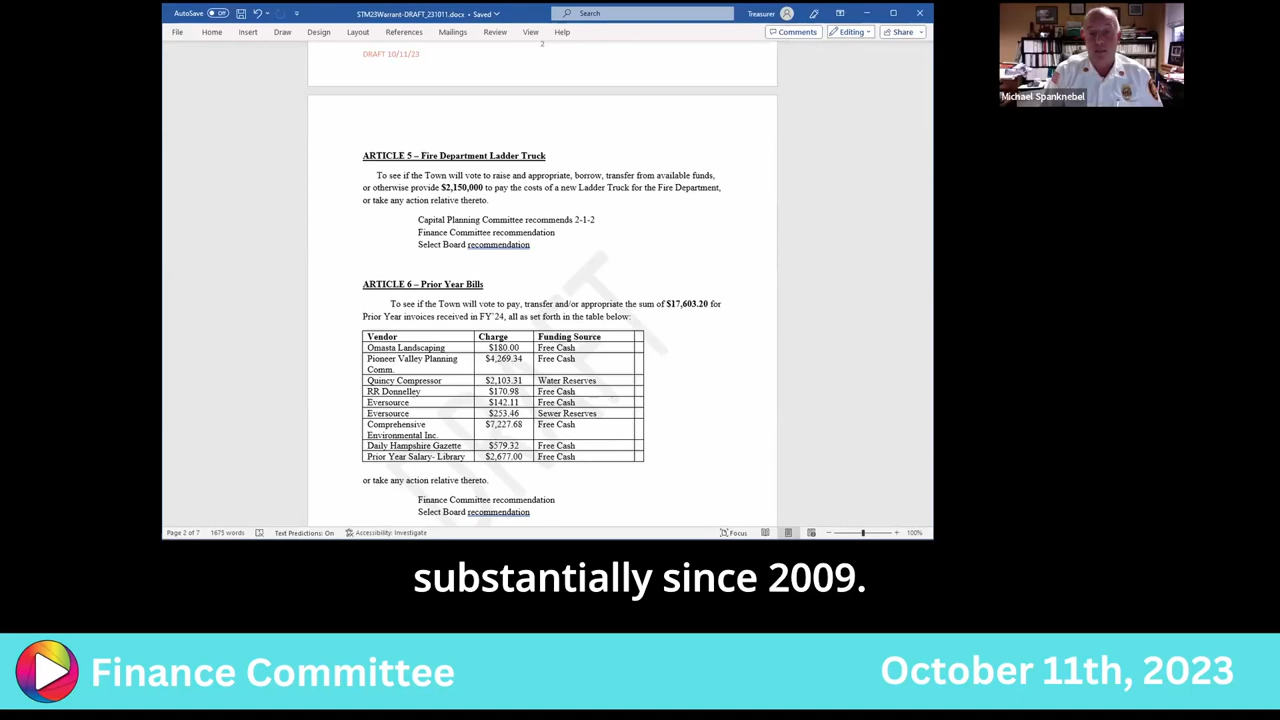 AutoSave Off STM23Warrant-DRAFT_231011.docx • Saved Search Treasurer
File Home Insert Draw Design Layout References Mailings Review View Help Comments Editing Share
2
DRAFT 10/11/23
Michael Spanknebel
ARTICLE 5 – Fire Department Ladder Truck
To see if the Town will vote to raise and appropriate, borrow, transfer from available funds,
or otherwise provide $2,150,000 to pay the costs of a new Ladder Truck for the Fire Department,
or take any action relative thereto.
Capital Planning Committee recommends 2-1-2
Finance Committee recommendation
Select Board recommendation
ARTICLE 6 – Prior Year Bills
To see if the Town will vote to pay, transfer and/or appropriate the sum of $17,603.20 for
Prior Year invoices received in FY'24, all as set forth in the table below:
Vendor Charge Funding Source
Omasta Landscaping $180.00 Free Cash
Pioneer Valley Planning $4,269.34 Free Cash
Comm.
Quincy Compressor $2,103.31 Water Reserves
RR Donnelley $170.98 Free Cash
Eversource $142.11 Free Cash
Eversource $253.46 Sewer Reserves
Comprehensive $7,227.68 Free Cash
Environmental Inc.
Daily Hampshire Gazette $579.32 Free Cash
Prior Year Salary- Library $2,677.00 Free Cash
or take any action relative thereto.
Finance Committee recommendation
Select Board recommendation
DRAFT
Page 2 of 7 1675 words Text Predictions: On Accessibility: Investigate Focus 100%
substantially since 2009.
Finance Committee October 11th, 2023